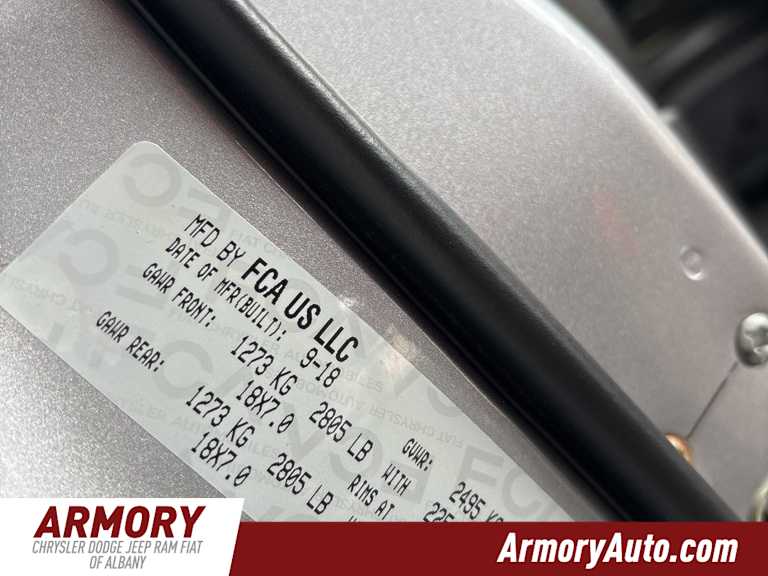 MFD BY FCA US LLC
DATE OF MFR(BUILT): 9-18 GVWR: 2495 KG
GAWR FRONT: 1273 KG 2805 LB WITH
18X7.0 RIMS AT
GAWR REAR: 1273 KG 2805 LB
18X7.0
ARMORY
CHRYSLER DODGE JEEP RAM FIAT
OF ALBANY
ArmoryAuto.com